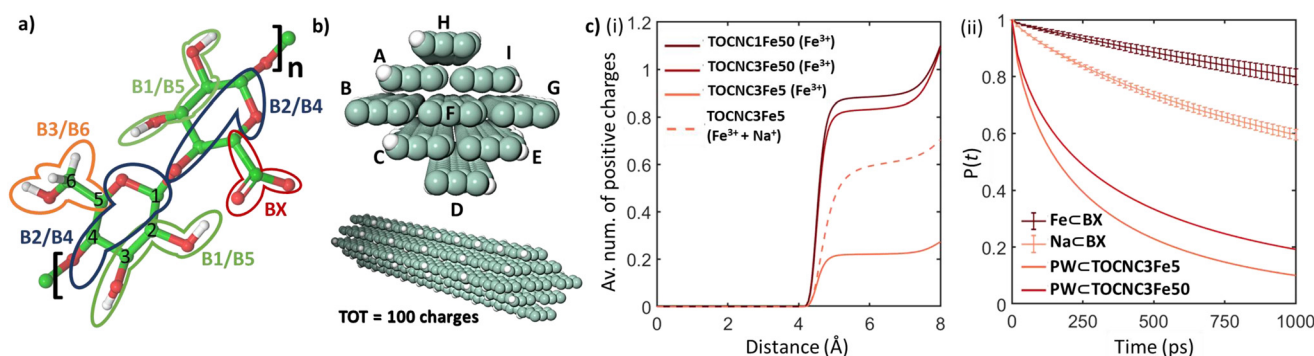 a)
B1/B5
]n
B2/B4
B3/B6
6
5
1
4
2
3
BX
B2/B4
B1/B5
[
b)
H
A
I
B
G
F
C
E
D
TOT = 100 charges
c) (i)
Av. num. of positive charges
1.2
1
0.8
0.6
0.4
0.2
0
TOCNC1Fe50 (Fe³⁺)
TOCNC3Fe50 (Fe³⁺)
TOCNC3Fe5 (Fe³⁺)
TOCNC3Fe5
(Fe³⁺ + Na⁺)
0
2
4
6
8
Distance (Å)
(ii)
P(t)
1
0.8
0.6
0.4
0.2
0
Fe⊂BX
Na⊂BX
PW⊂TOCNC3Fe5
PW⊂TOCNC3Fe50
0
250
500
750
1000
Time (ps)